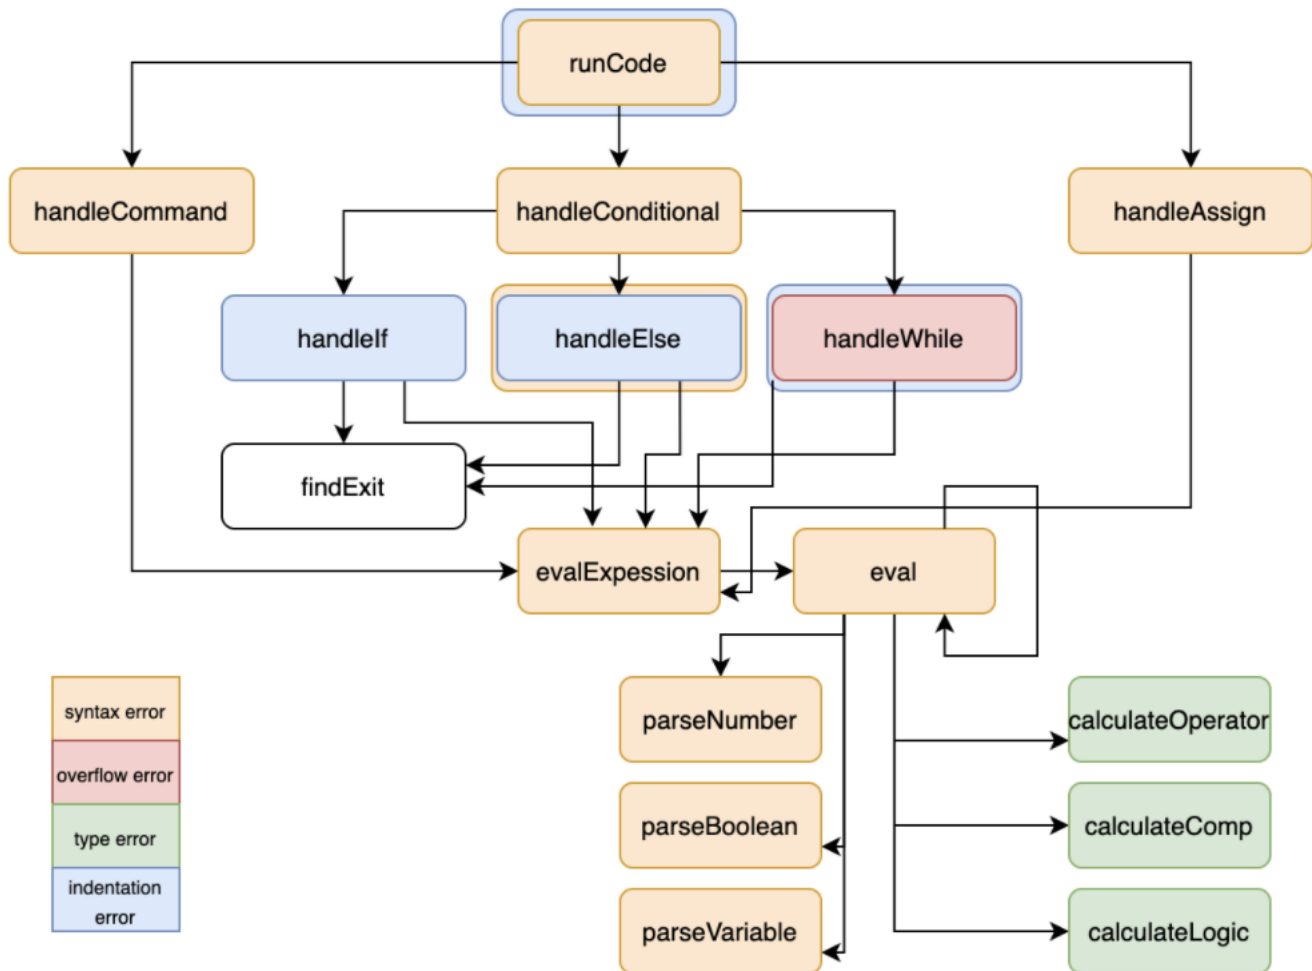 runCode
handleCommand
handleConditional
handleAssign
handleIf
handleElse
handleWhile
findExit
evalExpession
eval
syntax error
overflow error
type error
indentation
error
parseNumber
parseBoolean
parseVariable
calculateOperator
calculateComp
calculateLogic